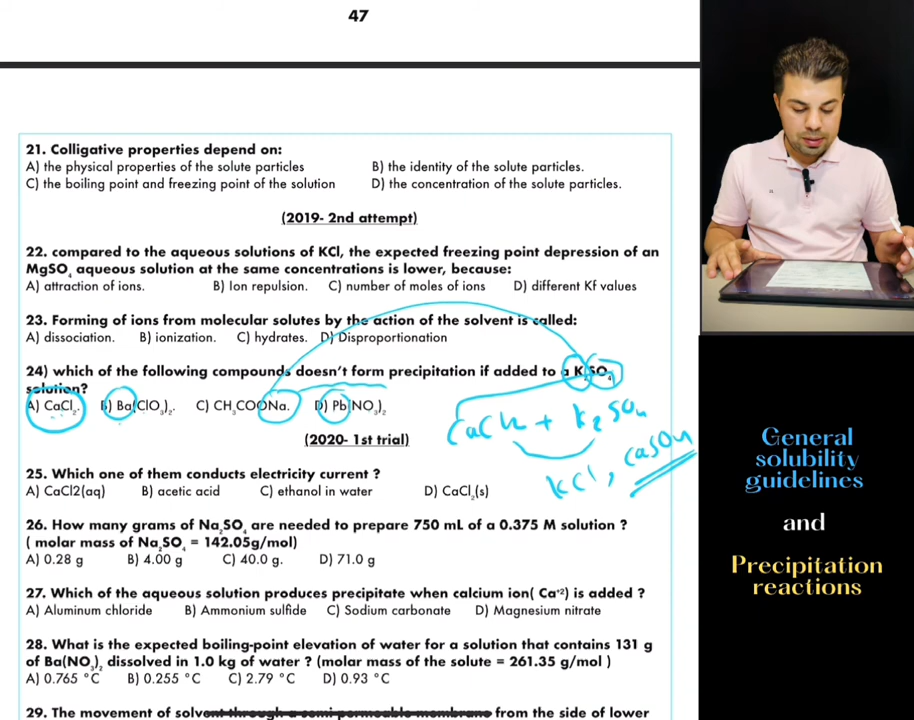 47
21. Colligative properties depend on:
A) the physical properties of the solute particles B) the identity of the solute particles.
C) the boiling point and freezing point of the solution D) the concentration of the solute particles.
(2019- 2nd attempt)
22. compared to the aqueous solutions of KCl, the expected freezing point depression of an
MgSO4 aqueous solution at the same concentrations is lower, because:
A) attraction of ions. B) Ion repulsion. C) number of moles of ions D) different Kf values
23. Forming of ions from molecular solutes by the action of the solvent is called:
A) dissociation. B) ionization. C) hydrates. D) Disproportionation
24) which of the following compounds doesn't form precipitation if added to a K2SO4
solution?
A) CaCl2. B) Ba(ClO3)2. C) CH3COONa. D) Pb(NO3)2
CaCl2 + K2SO4
KCl, CaSO4
(2020- 1st trial)
25. Which one of them conducts electricity current ?
A) CaCl2(aq) B) acetic acid C) ethanol in water D) CaCl2(s)
26. How many grams of Na2SO4 are needed to prepare 750 mL of a 0.375 M solution ?
( molar mass of Na2SO4 = 142.05g/mol)
A) 0.28 g B) 4.00 g C) 40.0 g. D) 71.0 g
27. Which of the aqueous solution produces precipitate when calcium ion( Ca+2) is added ?
A) Aluminum chloride B) Ammonium sulfide C) Sodium carbonate D) Magnesium nitrate
28. What is the expected boiling-point elevation of water for a solution that contains 131 g
of Ba(NO3)2 dissolved in 1.0 kg of water ? (molar mass of the solute = 261.35 g/mol )
A) 0.765 °C B) 0.255 °C C) 2.79 °C D) 0.93 °C
29. The movement of solvent through a semi permeable membrane from the side of lower
General
solubility
guidelines
and
Precipitation
reactions